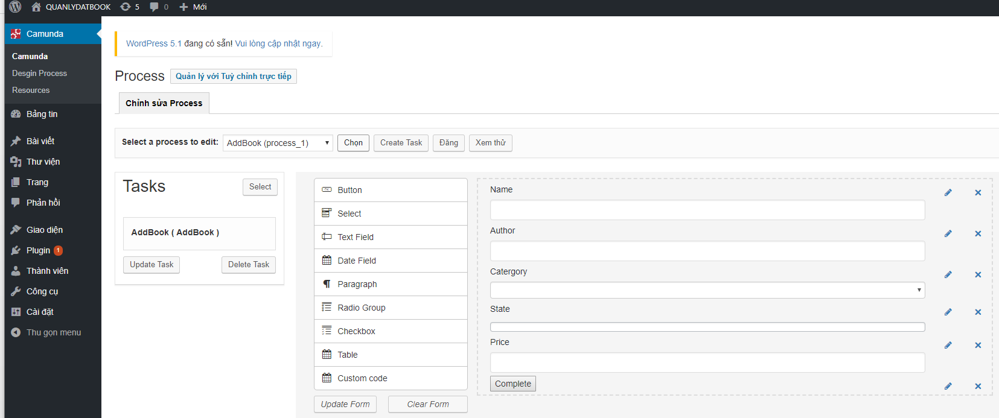 QUANLYDATBOOK 5 0 Mới
Camunda
Camunda
Desgin Process
Resources
Bảng tin
Bài viết
Thư viện
Trang
Phản hồi
Giao diện
Plugin 1
Thành viên
Công cụ
Cài đặt
Thu gọn menu
WordPress 5.1 đang có sẵn! Vui lòng cập nhật ngay.
Process Quản lý với Tuỳ chỉnh trực tiếp
Chỉnh sửa Process
Select a process to edit: AddBook (process_1) Chọn Create Task Đăng Xem thử
Tasks Select
AddBook ( AddBook )
Update Task Delete Task
Button
Select
Text Field
Date Field
Paragraph
Radio Group
Checkbox
Table
Custom code
Update Form Clear Form
Name
Author
Catergory
State
Price
Complete